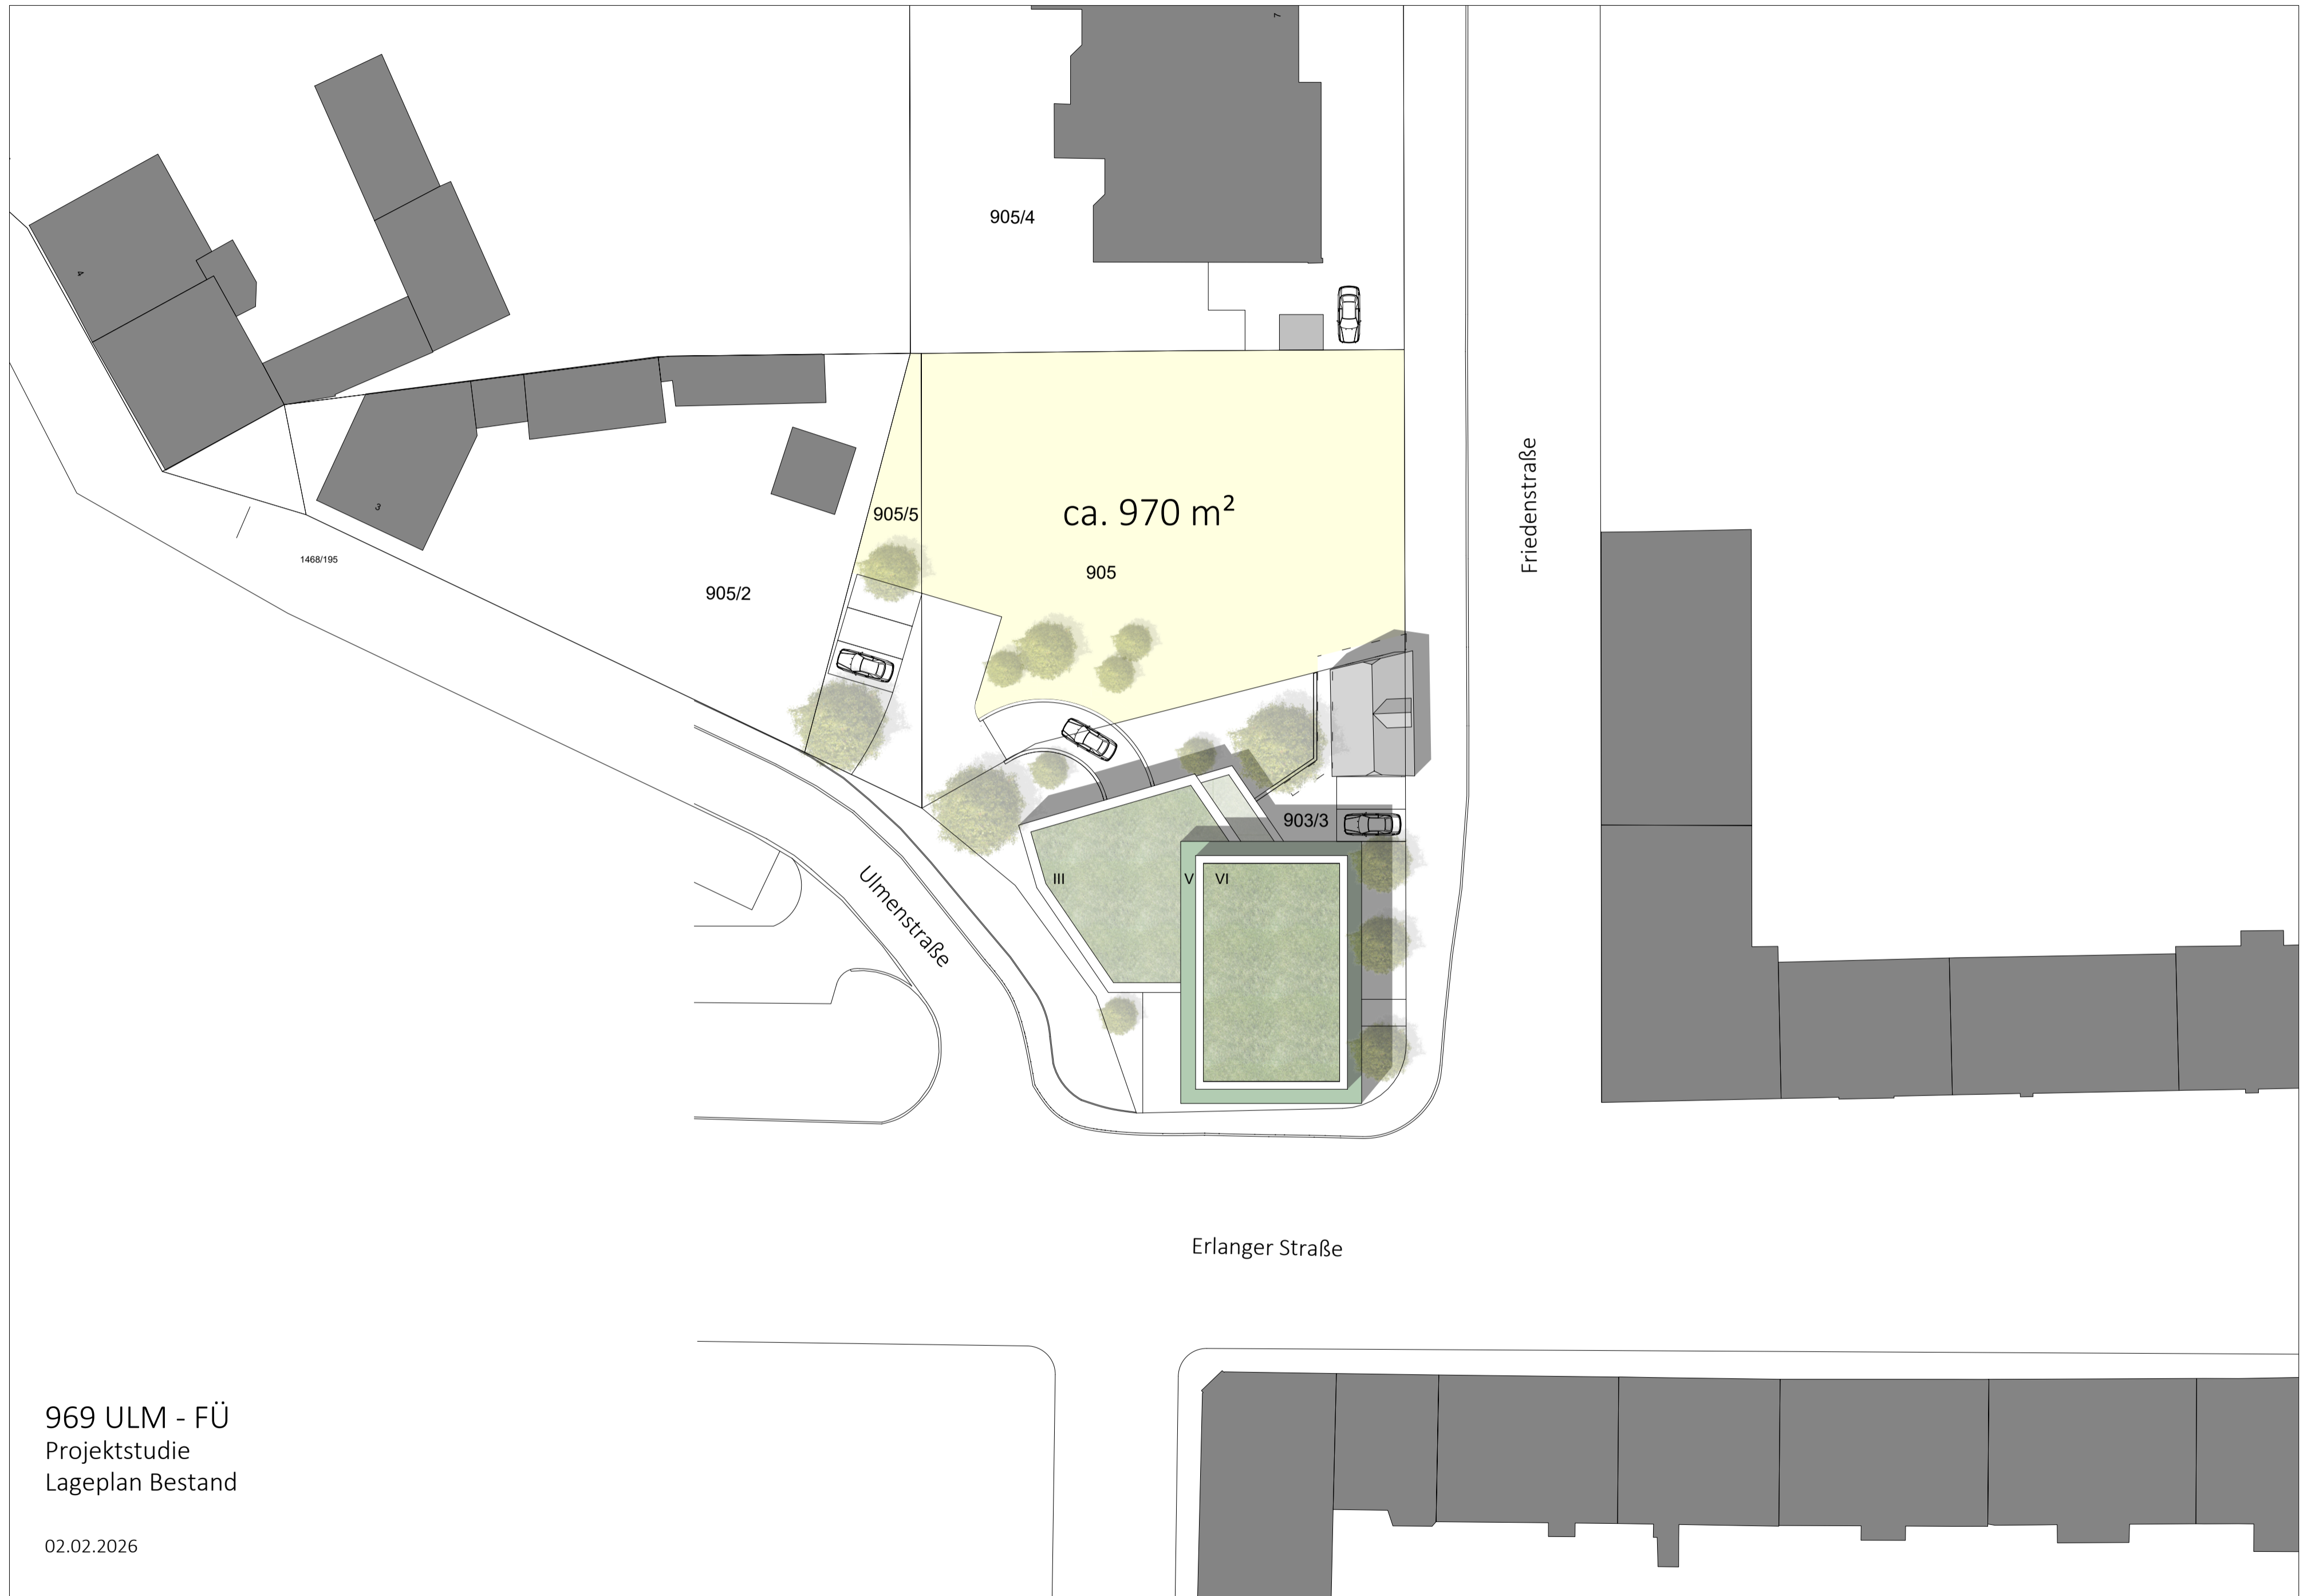 7
905/4
4
Friedenstraße
3
905/5
ca. 970 m²
1468/195
905
905/2
903/3
Ulmenstraße
III
V
VI
Erlanger Straße
969 ULM - FÜ
Projektstudie
Lageplan Bestand
02.02.2026